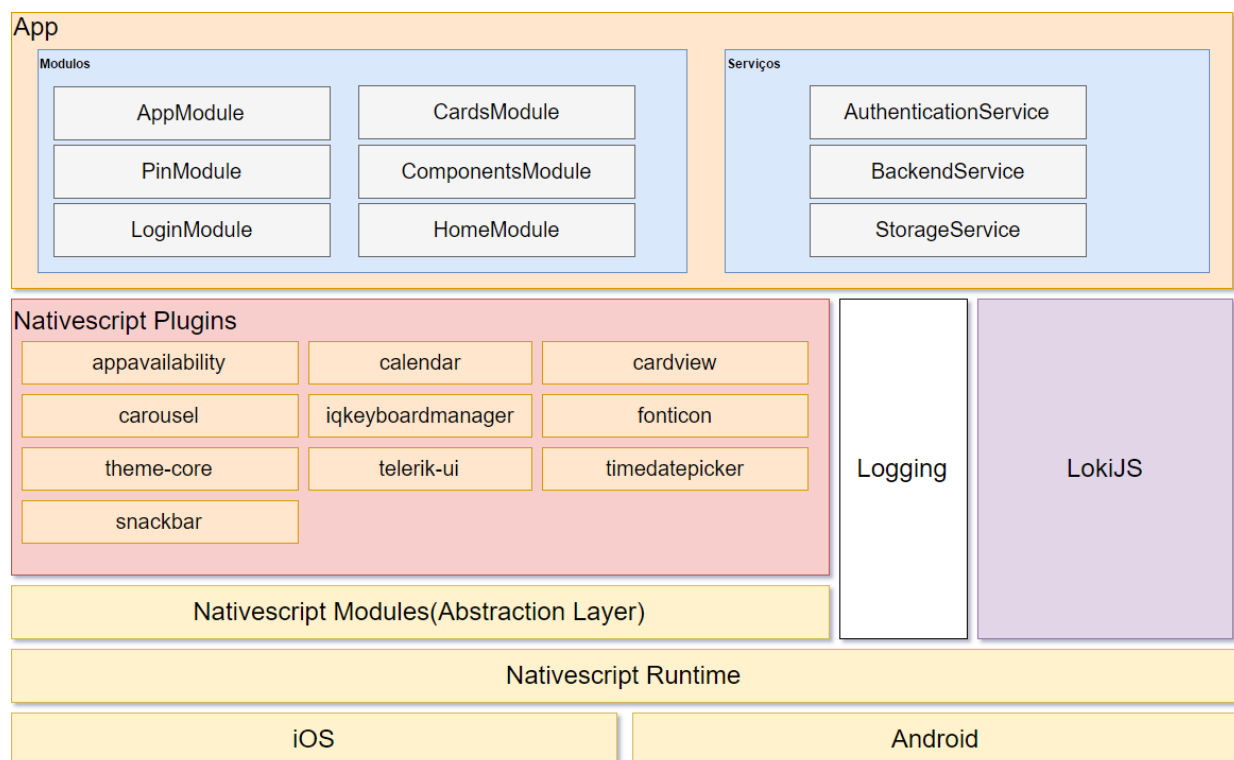 App
Modulos
AppModule
CardsModule
PinModule
ComponentsModule
LoginModule
HomeModule
Serviços
AuthenticationService
BackendService
StorageService
Nativescript Plugins
appavailability
calendar
cardview
carousel
iqkeyboardmanager
fonticon
theme-core
telerik-ui
timedatepicker
snackbar
Logging
LokiJS
Nativescript Modules(Abstraction Layer)
Nativescript Runtime
iOS
Android